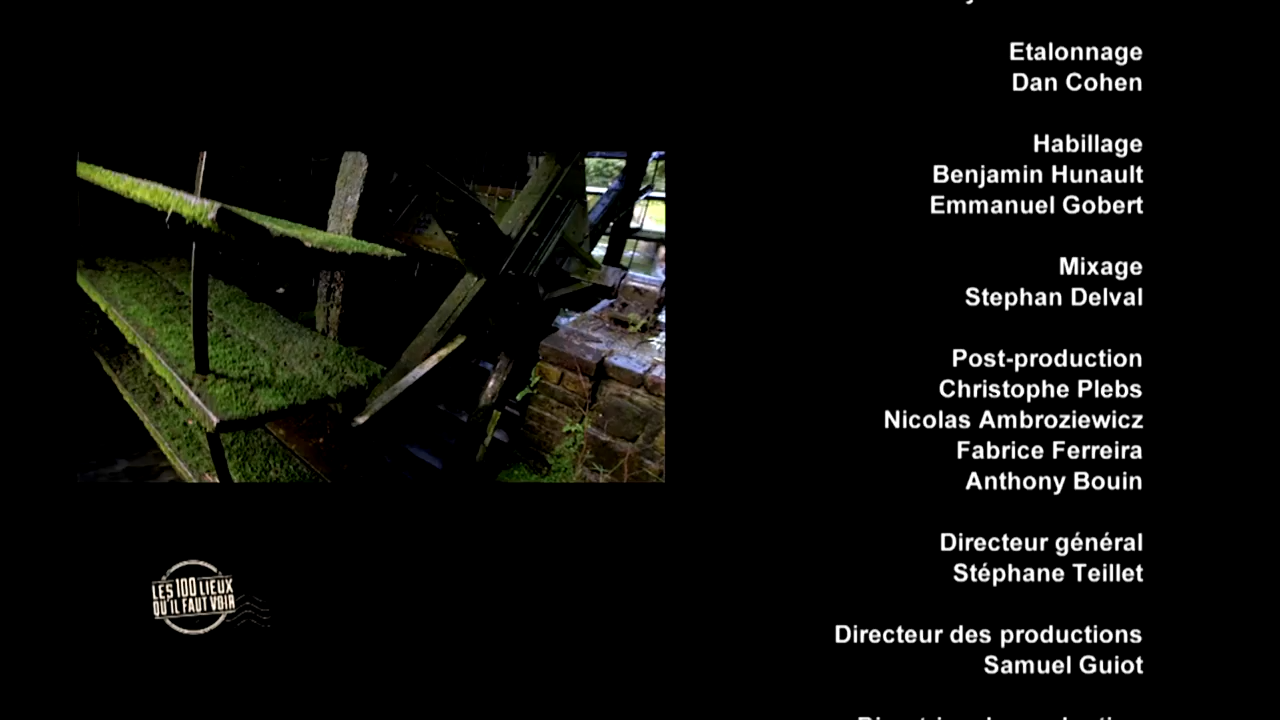 Etalonnage
Dan Cohen
Habillage
Benjamin Hunault
Emmanuel Gobert
Mixage
Stephan Delval
Post-production
Christophe Plebs
Nicolas Ambroziewicz
Fabrice Ferreira
Anthony Bouin
Directeur général
Stéphane Teillet
Directeur des productions
Samuel Guiot
LES 100 LIEUX
QU'IL FAUT VOIR